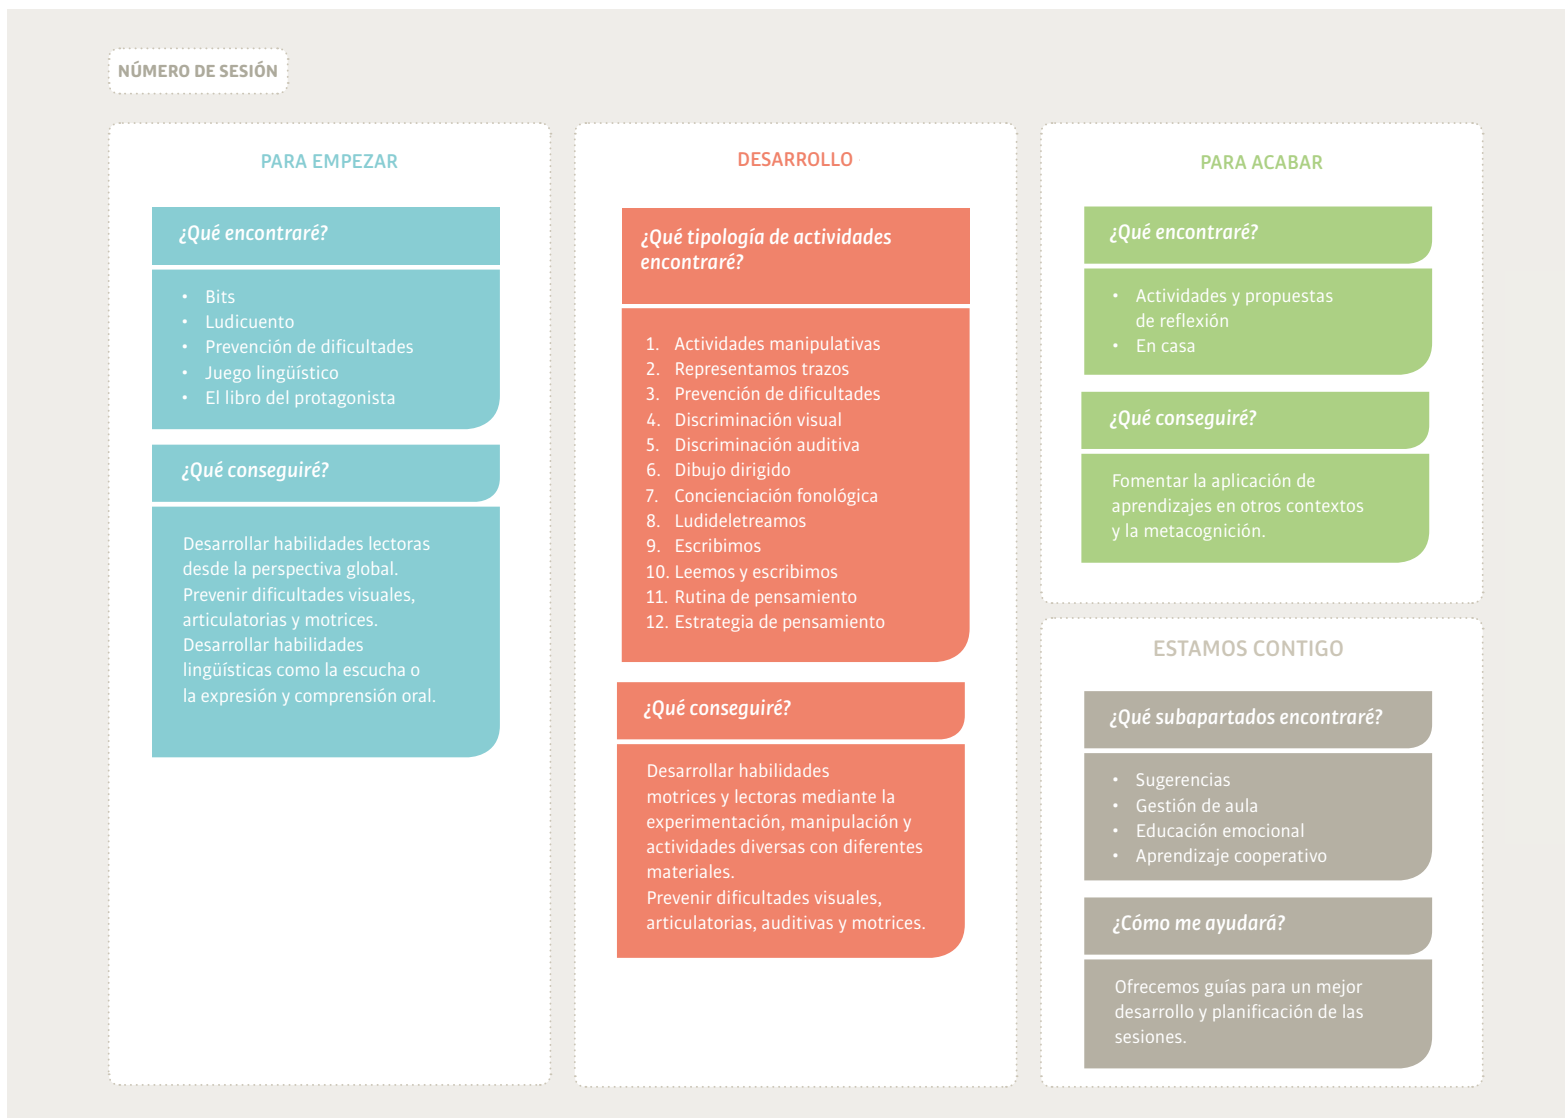 NÚMERO DE SESIÓN
PARA EMPEZAR
¿Qué encontraré?
• Bits
• Ludicuento
• Prevención de dificultades
• Juego lingüístico
• El libro del protagonista
¿Qué conseguiré?
Desarrollar habilidades lectoras
desde la perspectiva global.
Prevenir dificultades visuales,
articulatorias y motrices.
Desarrollar habilidades
lingüísticas como la escucha o
la expresión y comprensión oral.
DESARROLLO
¿Qué tipología de actividades
encontraré?
1. Actividades manipulativas
2. Representamos trazos
3. Prevención de dificultades
4. Discriminación visual
5. Discriminación auditiva
6. Dibujo dirigido
7. Concienciación fonológica
8. Ludideletreamos
9. Escribimos
10. Leemos y escribimos
11. Rutina de pensamiento
12. Estrategia de pensamiento
¿Qué conseguiré?
Desarrollar habilidades
motrices y lectoras mediante la
experimentación, manipulación y
actividades diversas con diferentes
materiales.
Prevenir dificultades visuales,
articulatorias, auditivas y motrices.
PARA ACABAR
¿Qué encontraré?
• Actividades y propuestas
de reflexión
• En casa
¿Qué conseguiré?
Fomentar la aplicación de
aprendizajes en otros contextos
y la metacognición.
ESTAMOS CONTIGO
¿Qué subapartados encontraré?
• Sugerencias
• Gestión de aula
• Educación emocional
• Aprendizaje cooperativo
¿Cómo me ayudará?
Ofrecemos guías para un mejor
desarrollo y planificación de las
sesiones.